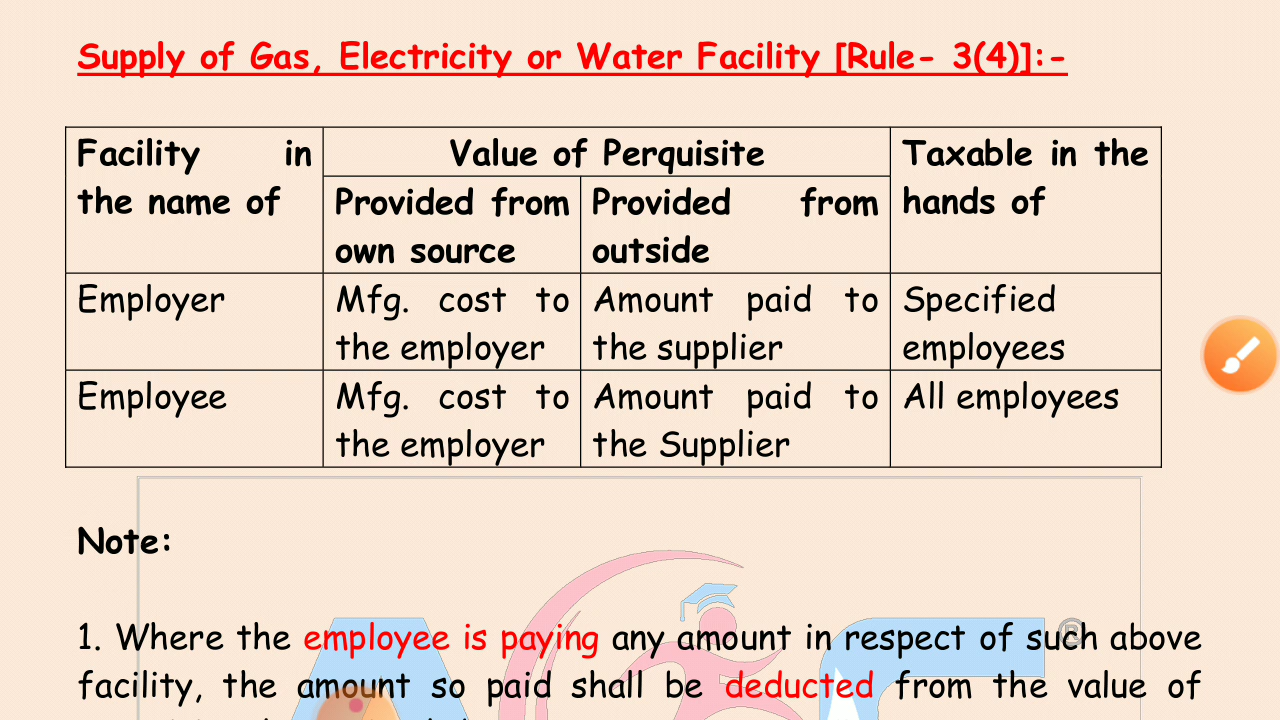 Supply of Gas, Electricity or Water Facility [Rule- 3(4)]:-
Facility in the name of
Value of Perquisite
Taxable in the hands of
Provided from own source
Provided from outside
Employer
Mfg. cost to the employer
Amount paid to the supplier
Specified employees
Employee
Mfg. cost to the employer
Amount paid to the Supplier
All employees
Note:
1. Where the employee is paying any amount in respect of such above
facility, the amount so paid shall be deducted from the value of